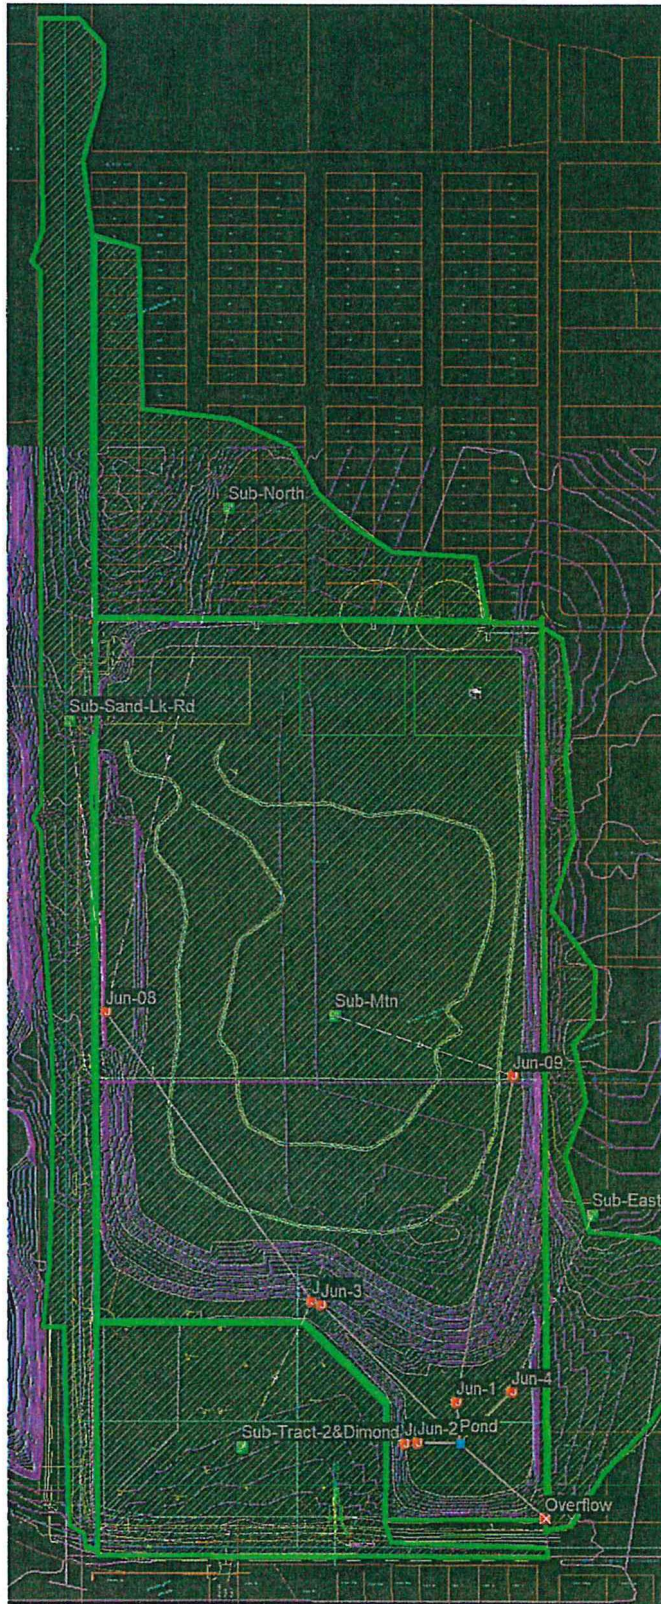 Sub-North
Sub-Sand-Lk-Rd
Jun-08
Sub-Mtn
Jun-09
Sub-East
J
Jun-3
Jun-1
Jun-4
Sub-Tract-2&Dimond
J
Jun-2
Pond
Overflow